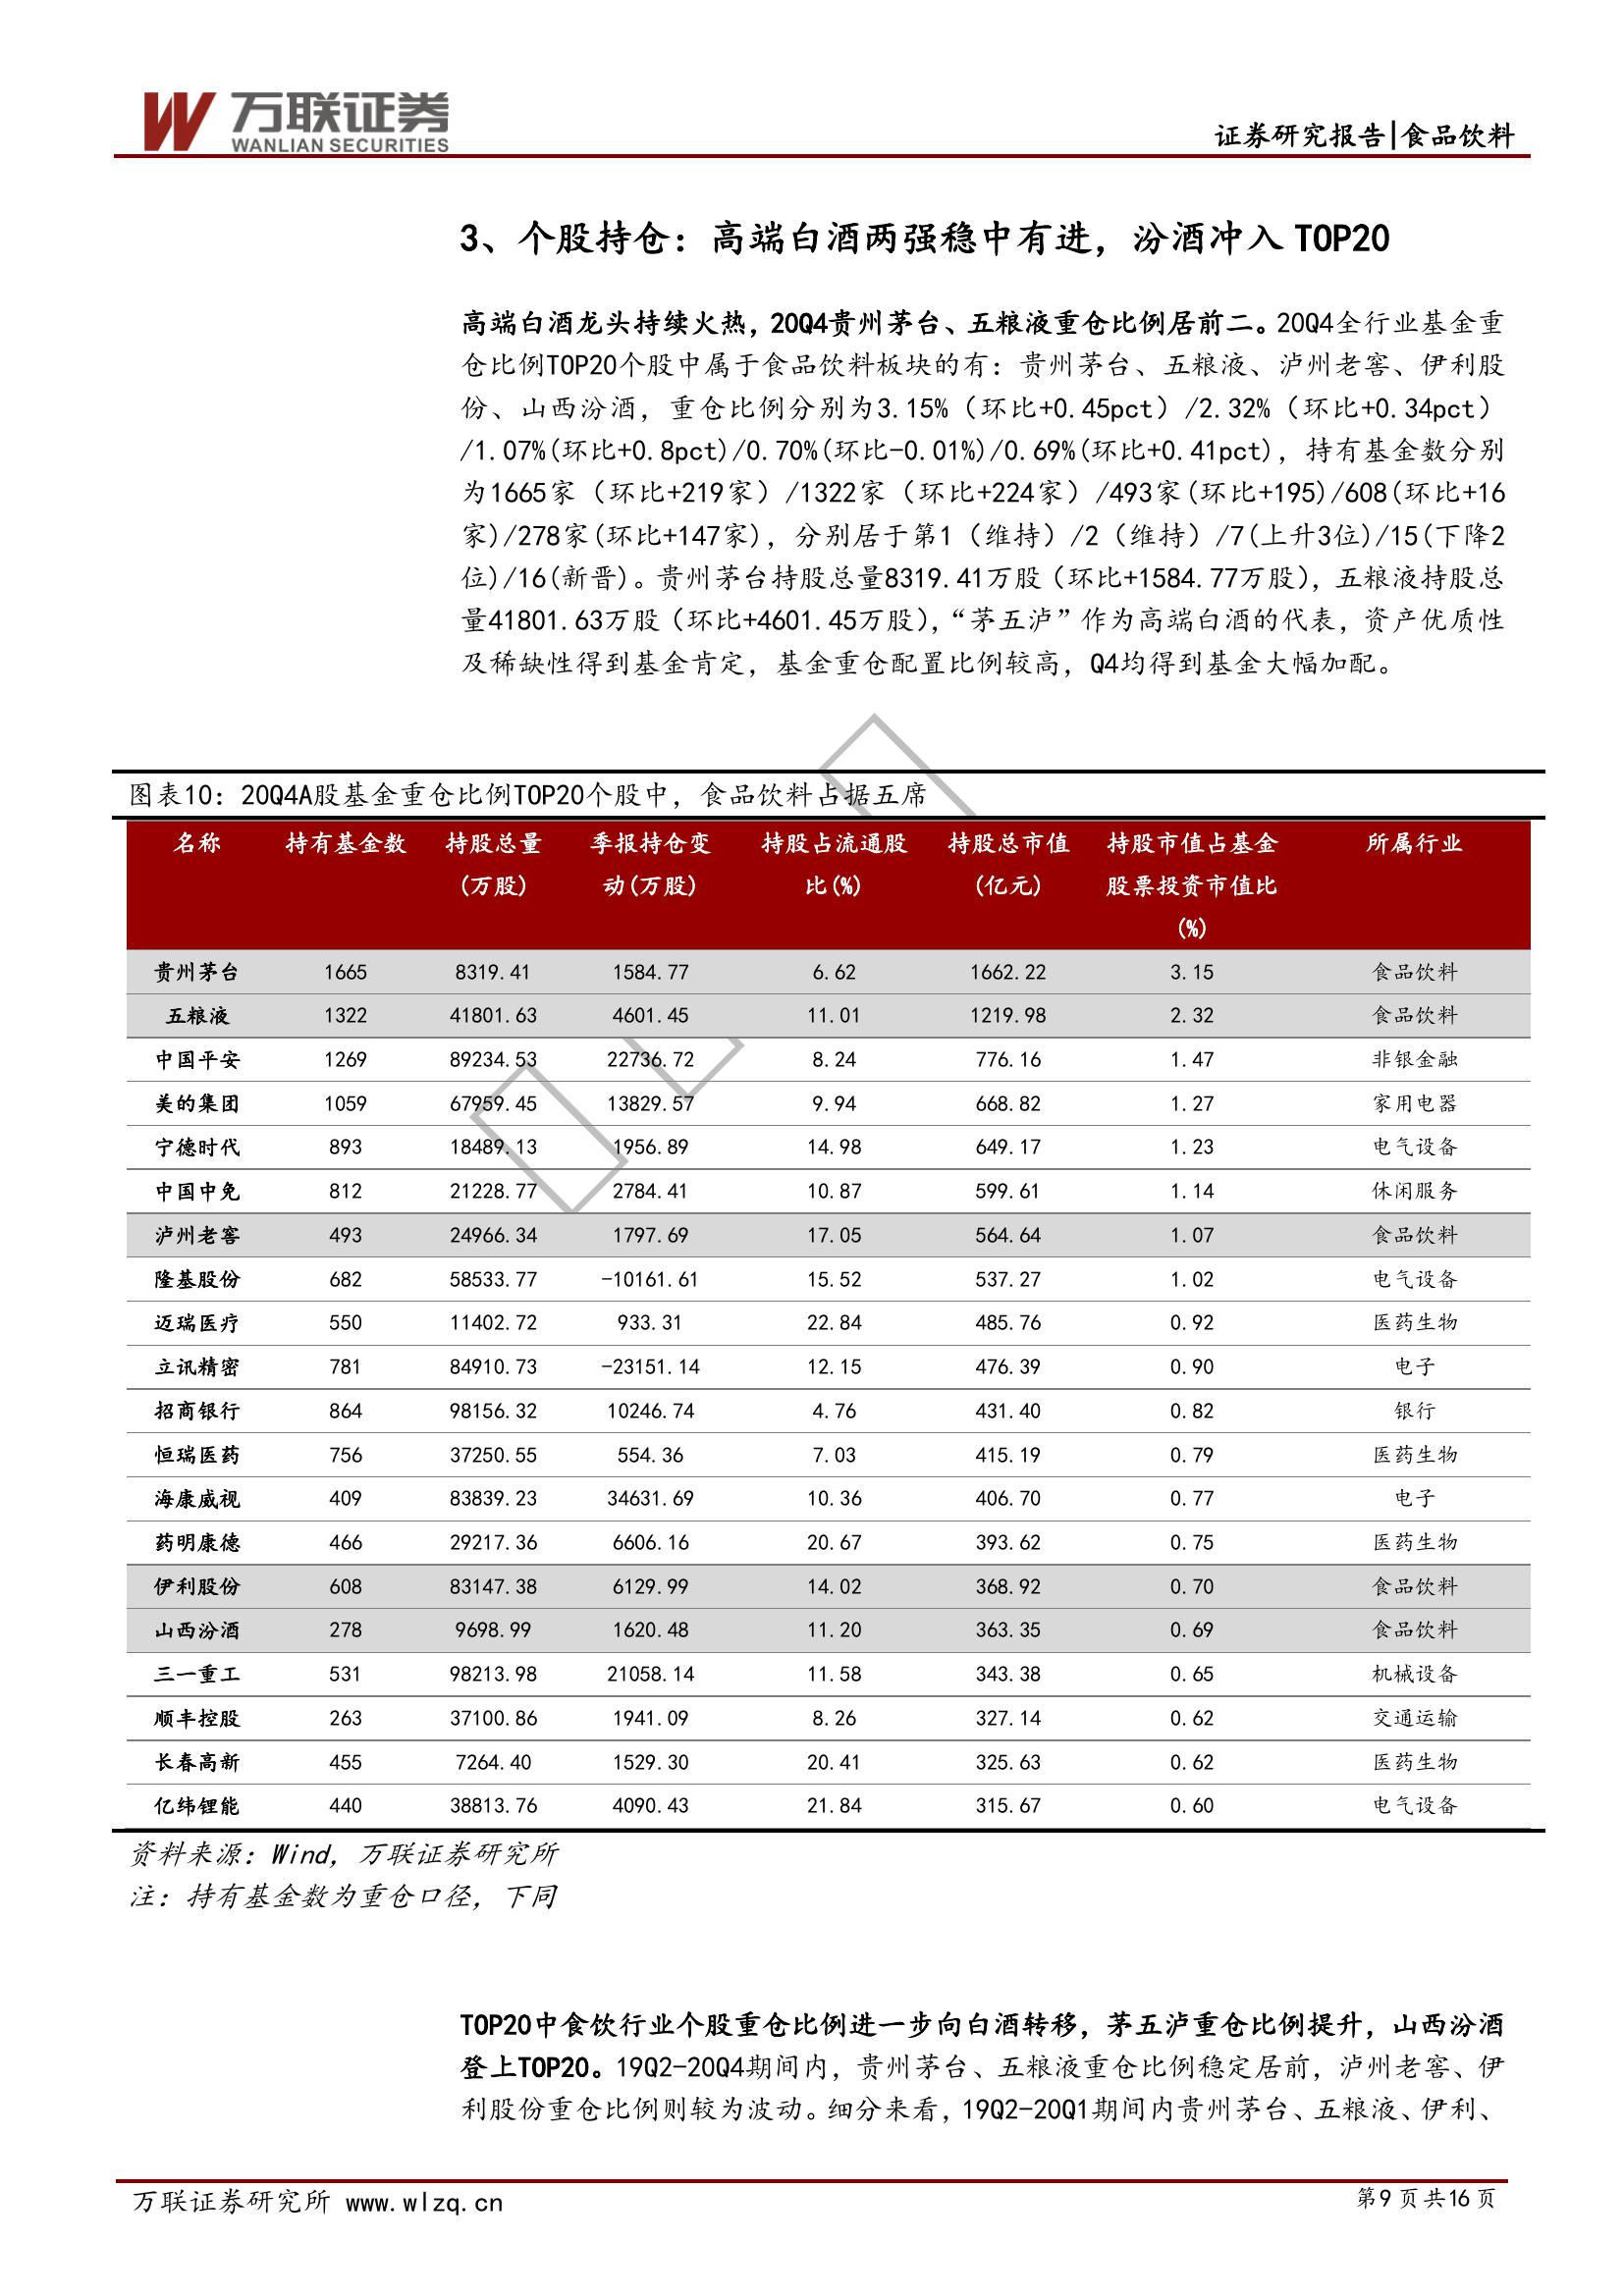 万联证券
WANLIAN SECURITIES
证券研究报告|食品饮料
3、个股持仓：高端白酒两强稳中有进，汾酒冲入 TOP20
高端白酒龙头持续火热，20Q4贵州茅台、五粮液重仓比例居前二。20Q4全行业基金重
仓比例TOP20个股中属于食品饮料板块的有：贵州茅台、五粮液、泸州老窖、伊利股
份、山西汾酒，重仓比例分别为3.15%（环比+0.45pct）/2.32%（环比+0.34pct）
/1.07%(环比+0.8pct)/0.70%(环比-0.01%)/0.69%(环比+0.41pct)，持有基金数分别
为1665家（环比+219家）/1322家（环比+224家）/493家(环比+195)/608(环比+16
家)/278家(环比+147家)，分别居于第1（维持）/2（维持）/7(上升3位)/15(下降2
位)/16(新晋)。贵州茅台持股总量8319.41万股（环比+1584.77万股），五粮液持股总
量41801.63万股（环比+4601.45万股），“茅五泸”作为高端白酒的代表，资产优质性
及稀缺性得到基金肯定，基金重仓配置比例较高，Q4均得到基金大幅加配。
图表10：20Q4A股基金重仓比例TOP20个股中，食品饮料占据五席
名称 持有基金数 持股总量 季报持仓变 持股占流通股 持股总市值 持股市值占基金 所属行业
(万股) 动(万股) 比(%) (亿元) 股票投资市值比
(%)
贵州茅台 1665 8319.41 1584.77 6.62 1662.22 3.15 食品饮料
五粮液 1322 41801.63 4601.45 11.01 1219.98 2.32 食品饮料
中国平安 1269 89234.53 22736.72 8.24 776.16 1.47 非银金融
美的集团 1059 67959.45 13829.57 9.94 668.82 1.27 家用电器
宁德时代 893 18489.13 1956.89 14.98 649.17 1.23 电气设备
中国中免 812 21228.77 2784.41 10.87 599.61 1.14 休闲服务
泸州老窖 493 24966.34 1797.69 17.05 564.64 1.07 食品饮料
隆基股份 682 58533.77 -10161.61 15.52 537.27 1.02 电气设备
迈瑞医疗 550 11402.72 933.31 22.84 485.76 0.92 医药生物
立讯精密 781 84910.73 -23151.14 12.15 476.39 0.90 电子
招商银行 864 98156.32 10246.74 4.76 431.40 0.82 银行
恒瑞医药 756 37250.55 554.36 7.03 415.19 0.79 医药生物
海康威视 409 83839.23 34631.69 10.36 406.70 0.77 电子
药明康德 466 29217.36 6606.16 20.67 393.62 0.75 医药生物
伊利股份 608 83147.38 6129.99 14.02 368.92 0.70 食品饮料
山西汾酒 278 9698.99 1620.48 11.20 363.35 0.69 食品饮料
三一重工 531 98213.98 21058.14 11.58 343.38 0.65 机械设备
顺丰控股 263 37100.86 1941.09 8.26 327.14 0.62 交通运输
长春高新 455 7264.40 1529.30 20.41 325.63 0.62 医药生物
亿纬锂能 440 38813.76 4090.43 21.84 315.67 0.60 电气设备
资料来源：Wind，万联证券研究所
注：持有基金数为重仓口径，下同
TOP20中食饮行业个股重仓比例进一步向白酒转移，茅五泸重仓比例提升，山西汾酒
登上TOP20。19Q2-20Q4期间内，贵州茅台、五粮液重仓比例稳定居前，泸州老窖、伊
利股份重仓比例则较为波动。细分来看，19Q2-20Q1期间内贵州茅台、五粮液、伊利、
万联证券研究所 www.wlzq.cn
第9页共16页